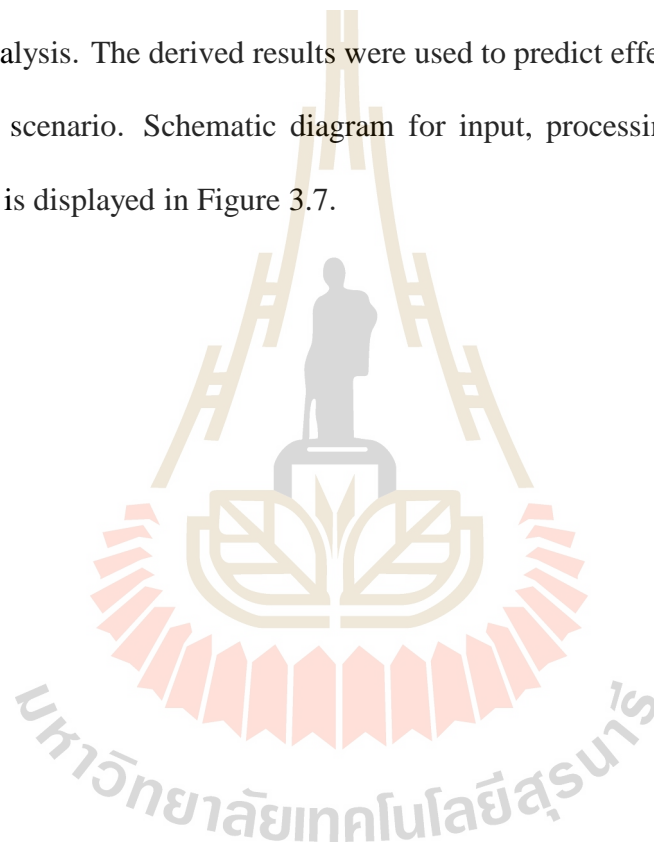 alysis. The derived results were used to predict effe
scenario. Schematic diagram for input, processin
is displayed in Figure 3.7.
มหาวิทยาลัยเทคโนโลยีสุรนารี